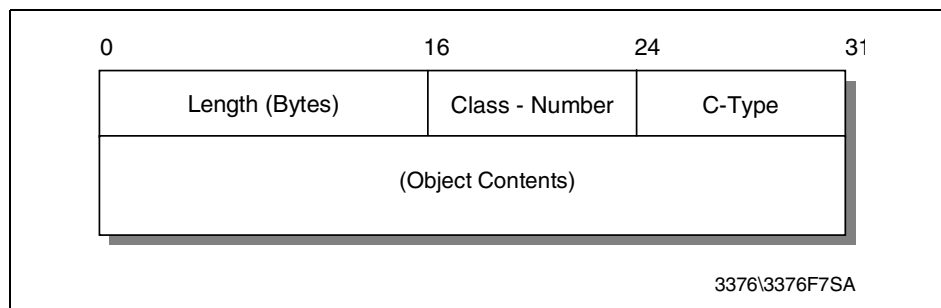 0 16 24 31
Length (Bytes) Class - Number C-Type
(Object Contents)
3376\3376F7SA